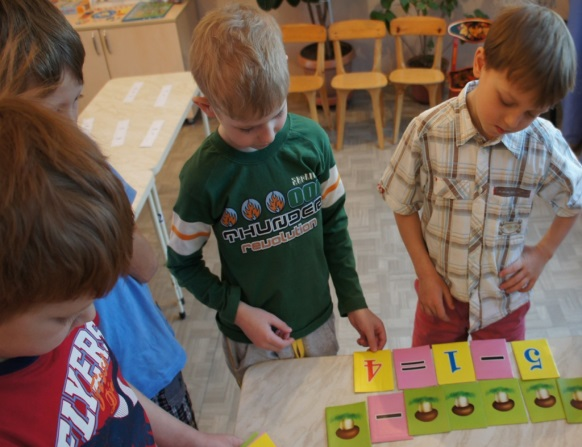 THUNDER
revolution
FLYERS
5 - 1 = 4
-